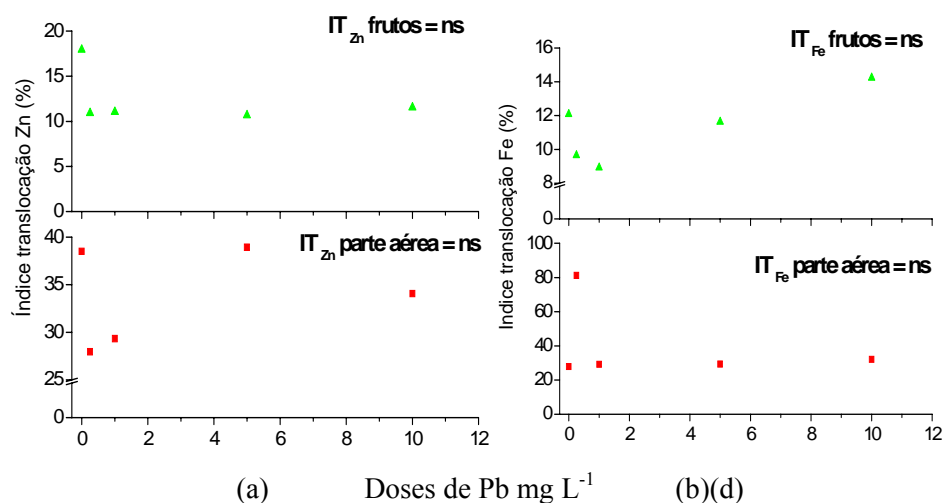 IT Zn frutos = ns
Índice translocação Zn (%)
20
15
10
5
0
IT Zn parte aérea = ns
40
35
30
25
0
0 2 4 6 8 10 12
IT Fe frutos = ns
Indice translocação Fe (%)
16
14
12
10
8
0
IT Fe parte aérea = ns
100
80
60
40
20
0
0 2 4 6 8 10 12
(a) Doses de Pb mg L-1 (b)(d)